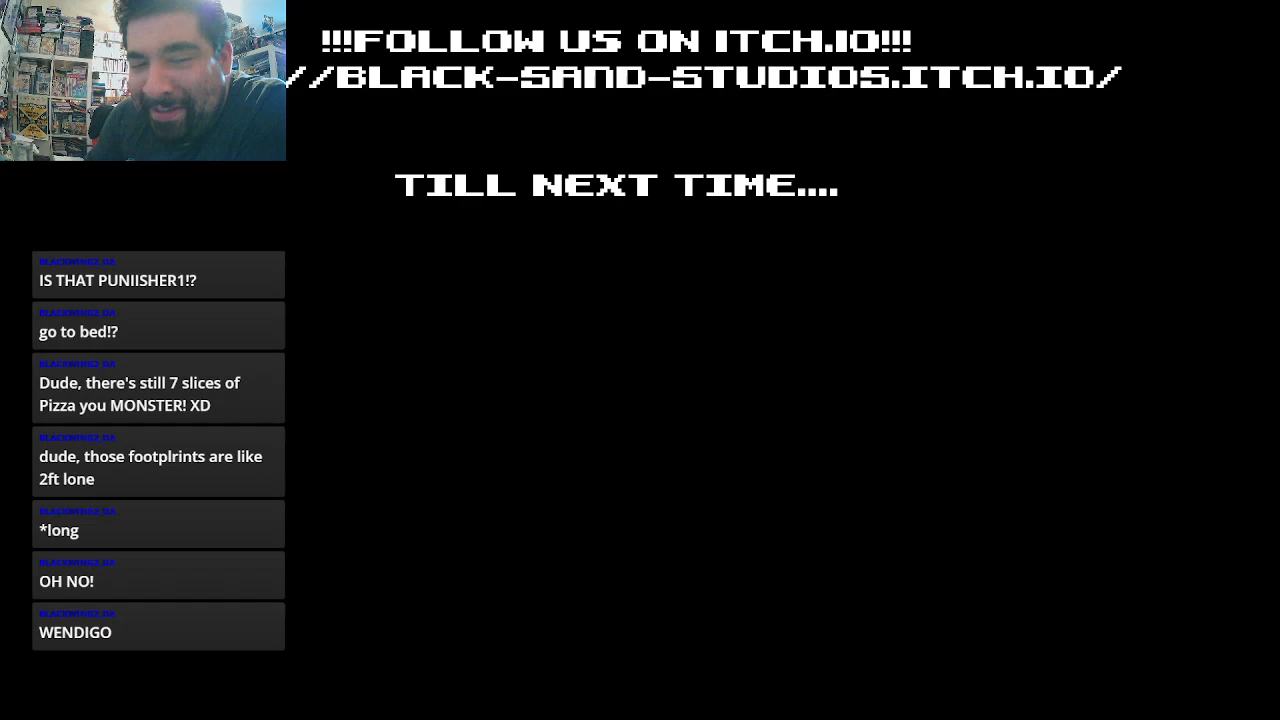 !!!FOLLOW US ON ITCH.IO!!!
//BLACK-SAND-STUDIOS.ITCH.IO/
TILL NEXT TIME....
IS THAT PUNIISHER1!?
go to bed!?
Dude, there's still 7 slices of
Pizza you MONSTER! XD
dude, those footplrints are like
2ft lone
*long
OH NO!
WENDIGO